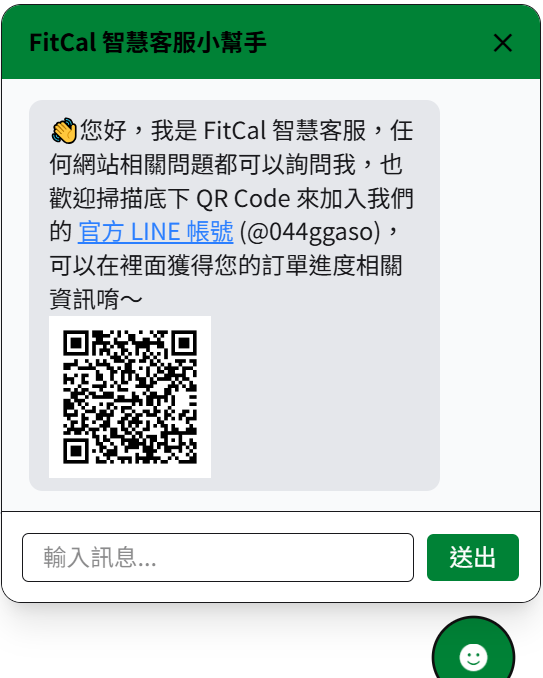 FitCal 智慧客服小幫手
👏您好，我是 FitCal 智慧客服，任
何網站相關問題都可以詢問我，也
歡迎掃描底下 QR Code 來加入我們
的 官方 LINE 帳號 (@044ggaso)，
可以在裡面獲得您的訂單進度相關
資訊唷～
輸入訊息...
送出